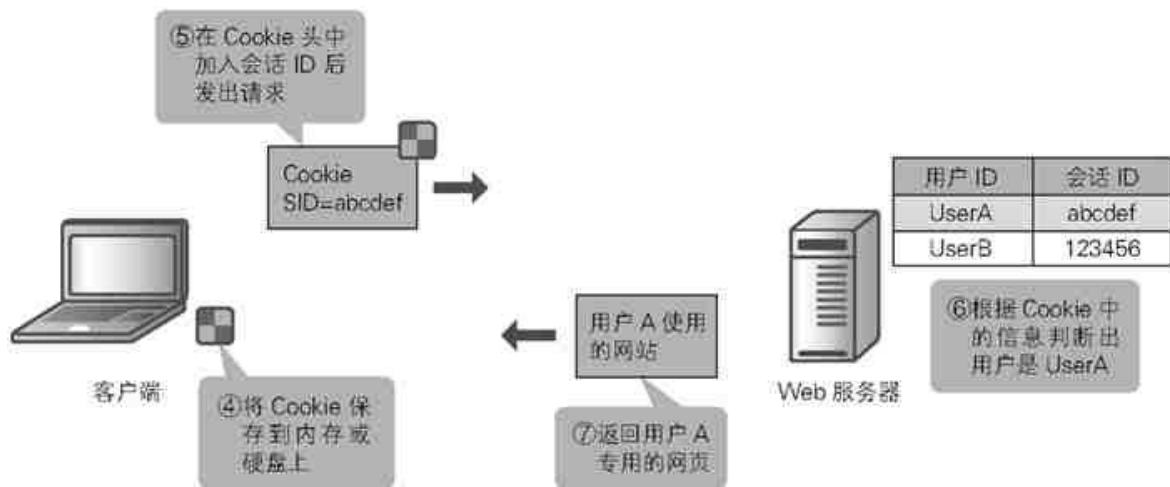 ⑤在 Cookie 头中
加入会话 ID 后
发出请求
Cookie
SID=abcdef
用户 ID 会话 ID
UserA abcdef
UserB 123456
⑥根据 Cookie 中
的信息判断出
用户是 UserA
用户 A 使用
的网站
客户端
Web 服务器
④将 Cookie 保
存到内存或
硬盘上
⑦返回用户 A
专用的网页